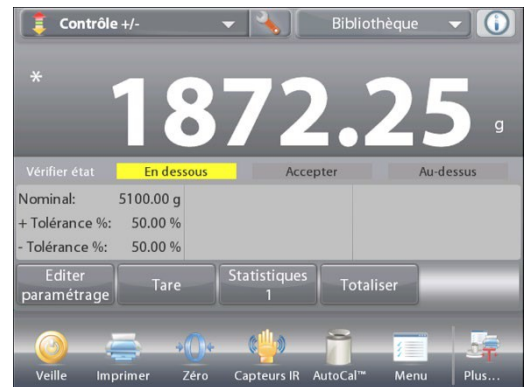 Contrôle +/- Bibliothèque
* 1872.25 g
Vérifier état En dessous Accepter Au-dessus
Nominal: 5100.00 g
+ Tolérance %: 50.00 %
- Tolérance %: 50.00 %
Editer paramétrage Tare Statistiques 1 Totaliser
Veille Imprimer Zéro Capteurs IR AutoCal™ Menu Plus...